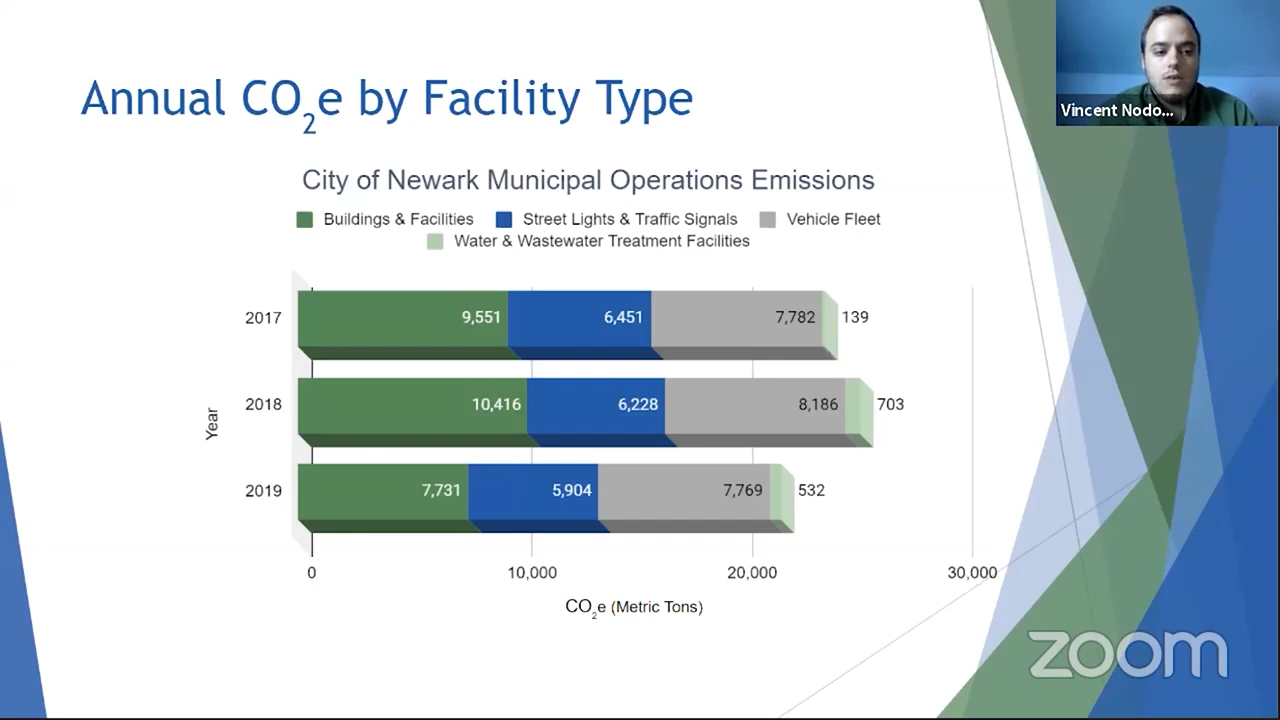 Annual CO₂e by Facility Type
Vincent Nodo...
City of Newark Municipal Operations Emissions
Buildings & Facilities Street Lights & Traffic Signals Vehicle Fleet
Water & Wastewater Treatment Facilities
2017 9,551 6,451 7,782 139
2018 10,416 6,228 8,186 703
Year
2019 7,731 5,904 7,769 532
0 10,000 20,000 30,000
CO₂e (Metric Tons)
zoom